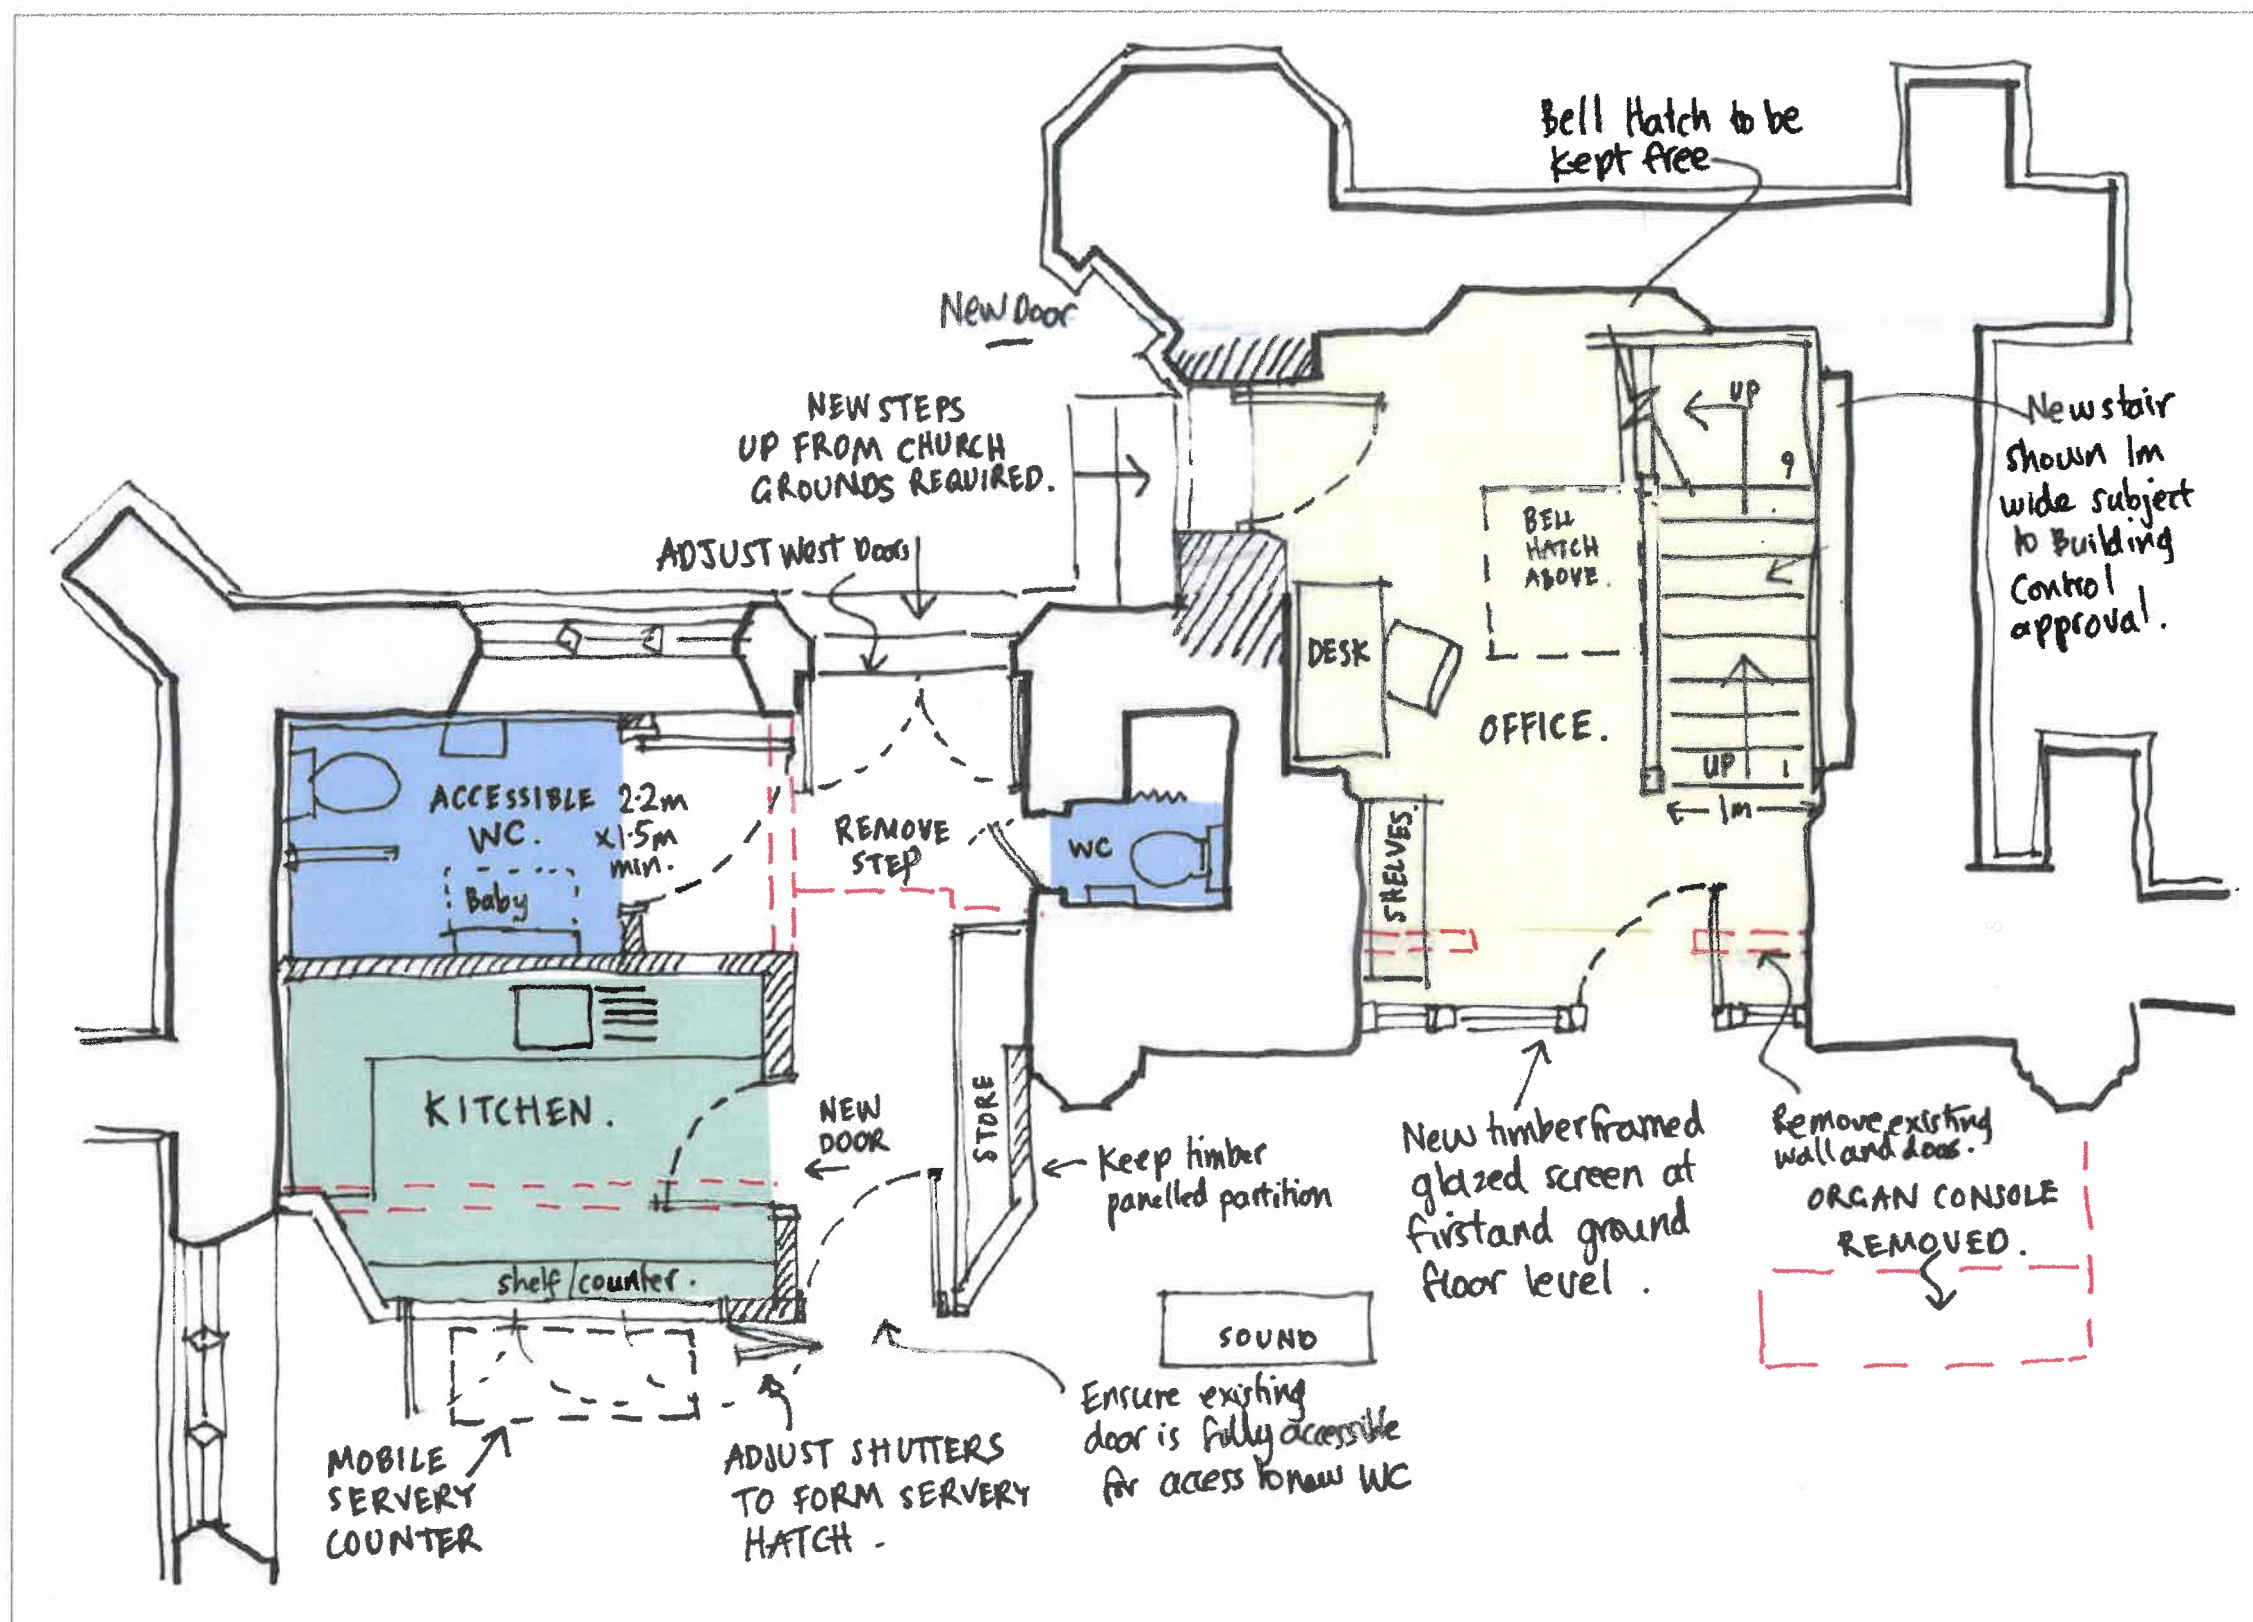 Bell Hatch to be
kept free
New Door
NEW STEPS
UP FROM CHURCH
GROUNDS REQUIRED.
ADJUST West Doors
UP
9
New stair
shown 1m
wide subject
to Building
Control
approval.
BELL
HATCH
ABOVE.
DESK
OFFICE.
UP 1
1m
SHELVES.
ACCESSIBLE
WC.
2.2m
x1.5m
min.
Baby
REMOVE
STEP
WC
KITCHEN.
NEW
DOOR
STORE
Keep timber
panelled partition
shelf/counter.
New timber framed
glazed screen at
first and ground
floor level.
Remove existing
wall and door.
ORGAN CONSOLE
REMOVED.
SOUND
Ensure existing
door is fully accessible
for access to new WC
MOBILE
SERVERY
COUNTER
ADJUST SHUTTERS
TO FORM SERVERY
HATCH.